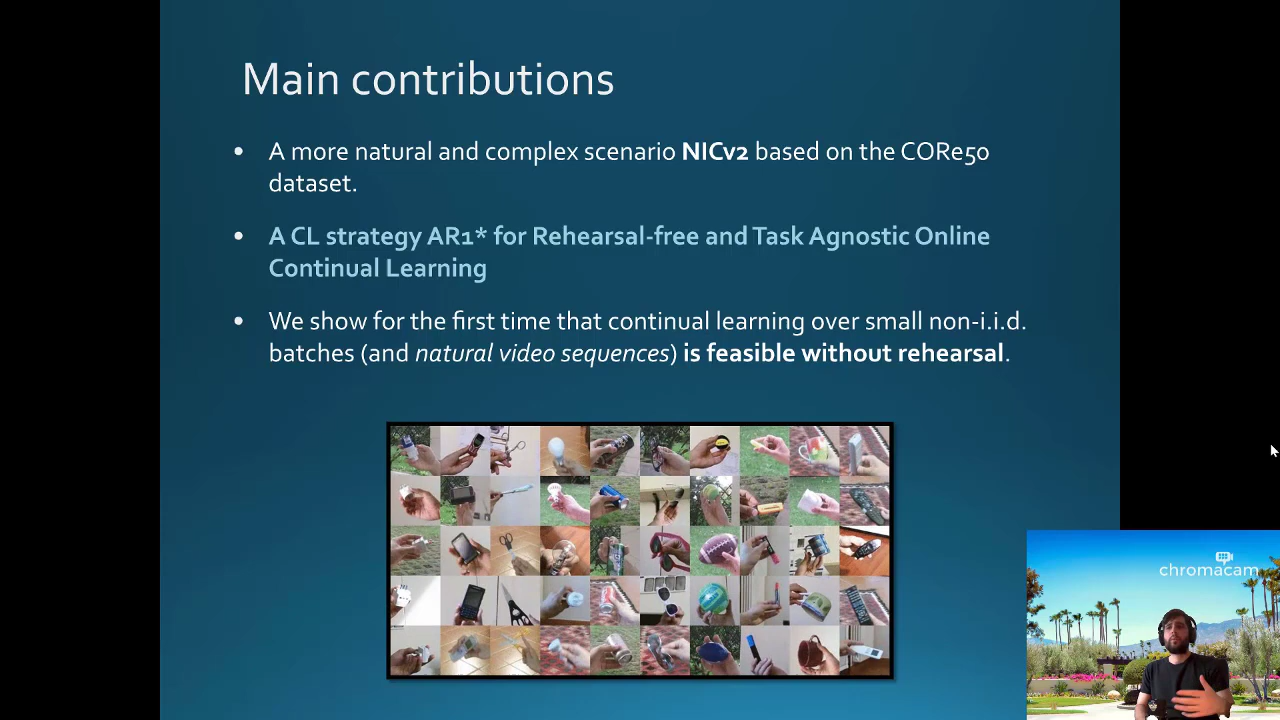 Main contributions
• A more natural and complex scenario NICv2 based on the CORe50
dataset.
• A CL strategy AR1* for Rehearsal-free and Task Agnostic Online
Continual Learning
• We show for the first time that continual learning over small non-i.i.d.
batches (and natural video sequences) is feasible without rehearsal.
chromacam